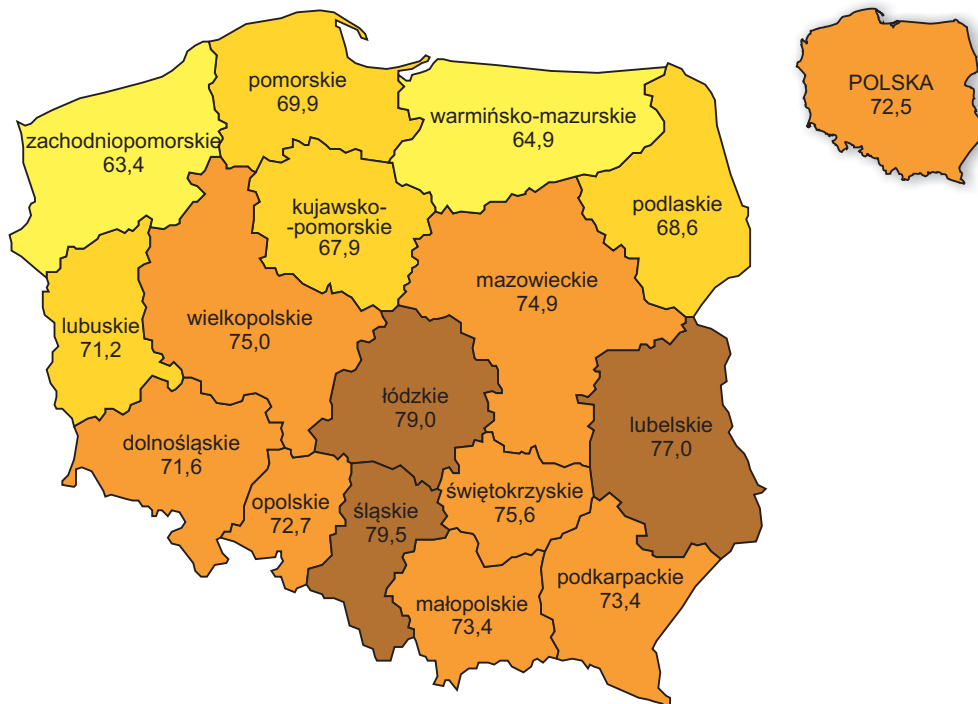 pomorskie
69,9
POLSKA
72,5
zachodniopomorskie
63,4
warmińsko-mazurskie
64,9
kujawsko-
-pomorskie
67,9
podlaskie
68,6
mazowieckie
74,9
lubuskie
71,2
wielkopolskie
75,0
łódzkie
79,0
lubelskie
77,0
dolnośląskie
71,6
opolskie
72,7
śląskie
79,5
świętokrzyskie
75,6
małopolskie
73,4
podkarpackie
73,4